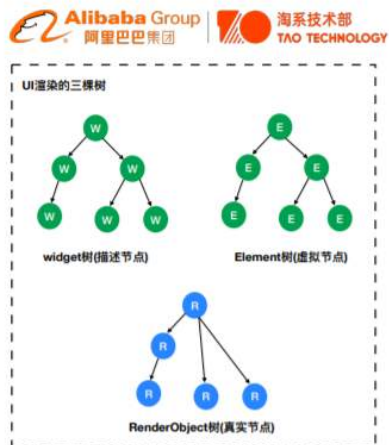 Alibaba Group
阿里巴巴集团
淘系技术部
TAO TECHNOLOGY
UI渲染的三棵树
W
W W
W W W
E
E E
E E E
widget树(描述节点)
Element树(虚拟节点)
R
R
R R R
RenderObject树(真实节点)